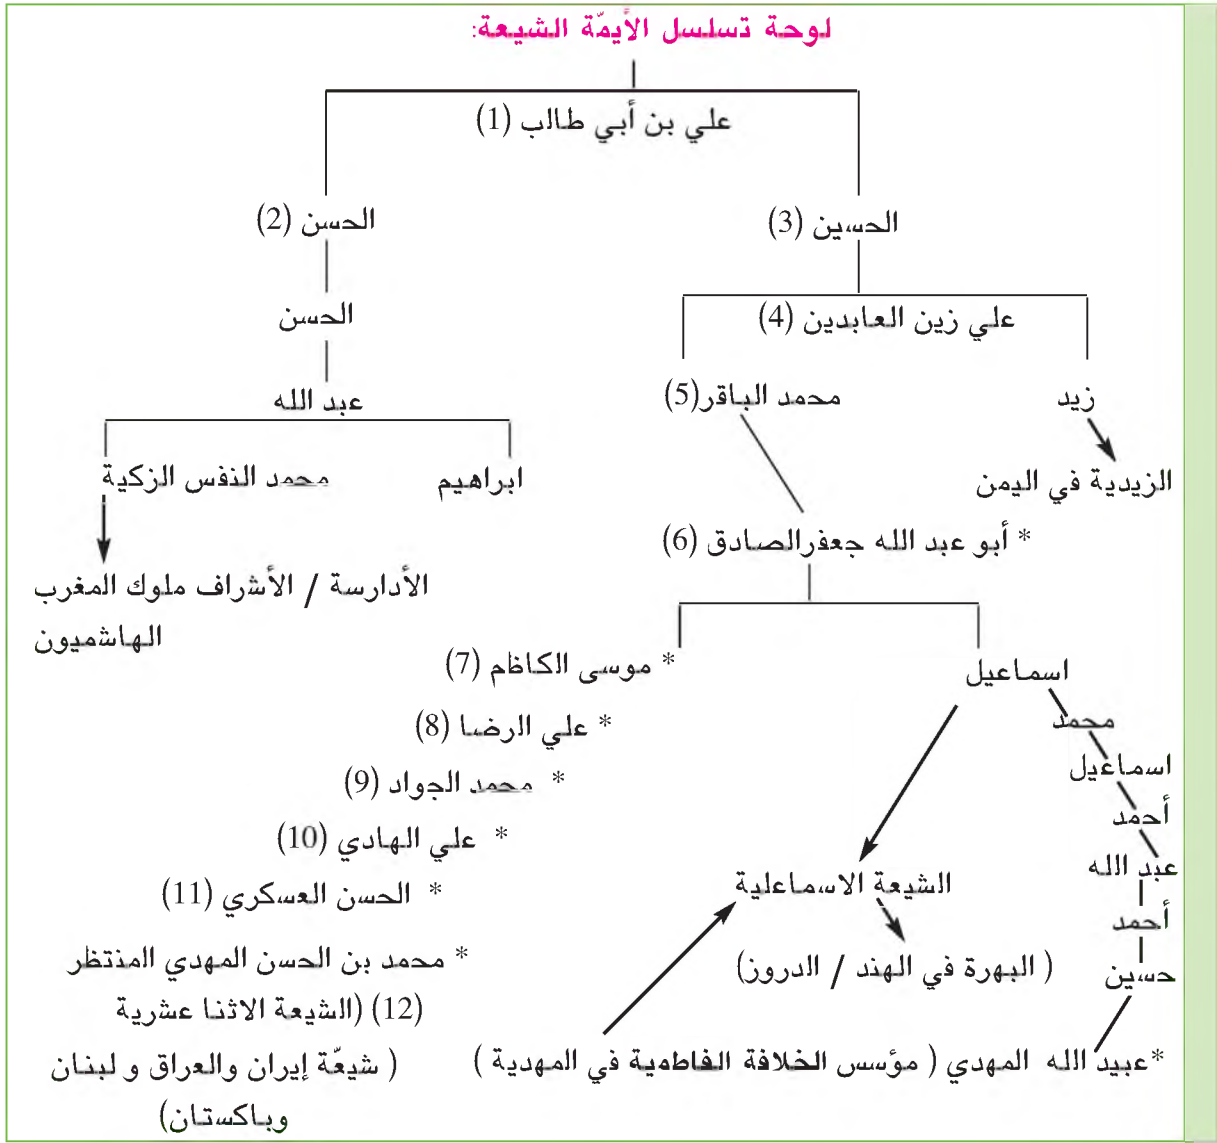 لوحة تسلسل الأيمّة الشيعة:
علي بن أبي طالب (1)
الحسين (3)
الحسن (2)
علي زين العابدين (4)
الحسن
زيد
محمد الباقر(5)
عبد الله
الزيدية في اليمن
ابراهيم
محمد النفس الزكية
* أبو عبد الله جعفرالصادق (6)
الأدارسة / الأشراف ملوك المغرب
الهاشميون
اسماعيل
* موسى الكاظم (7)
محمد
* علي الرضا (8)
اسماعيل
* محمد الجواد (9)
أحمد
* علي الهادي (10)
عبد الله
الشيعة الاسماعلية
* الحسن العسكري (11)
أحمد
حسين
( البهرة في الهند / الدروز)
* محمد بن الحسن المهدي المنتظر
(12) (الشيعة الاثنا عشرية
*عبيد الله المهدي ( مؤسس الخلافة الفاطمية في المهدية )
( شيعّة إيران والعراق و لبنان
وباكستان)